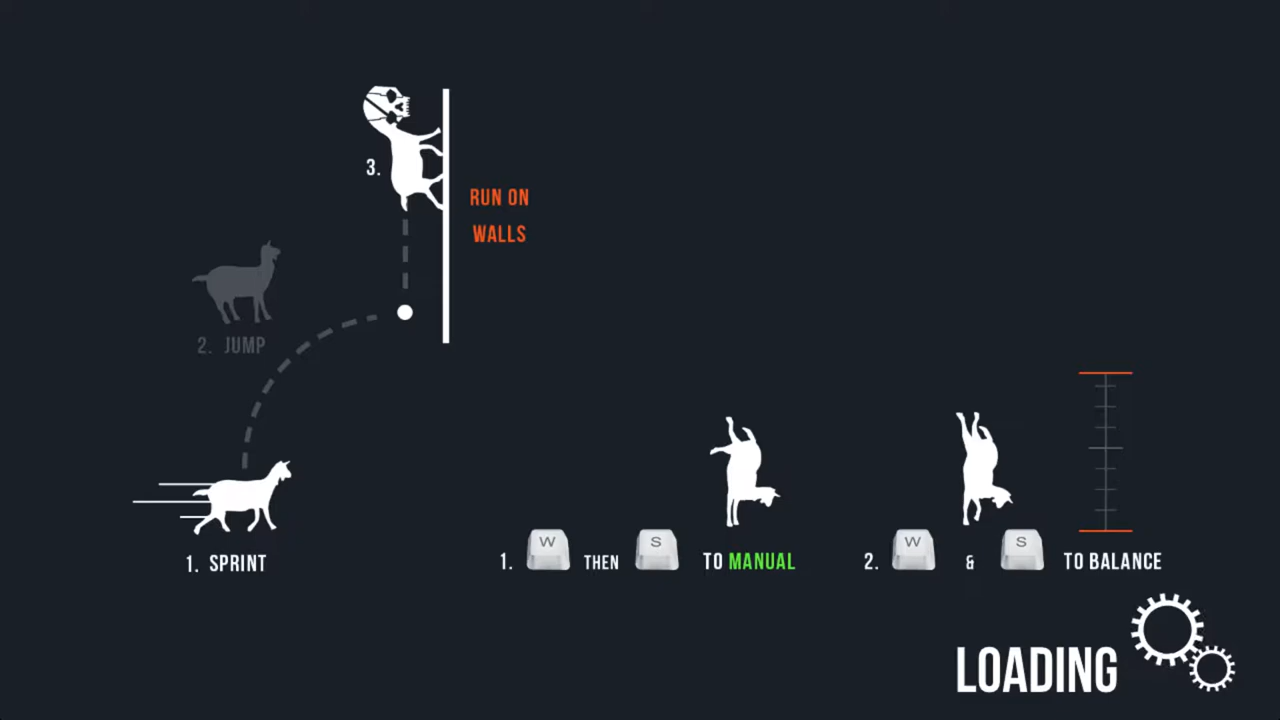 3.
RUN ON
WALLS
2. JUMP
1. SPRINT
1. W THEN S TO MANUAL
2. W & S TO BALANCE
LOADING